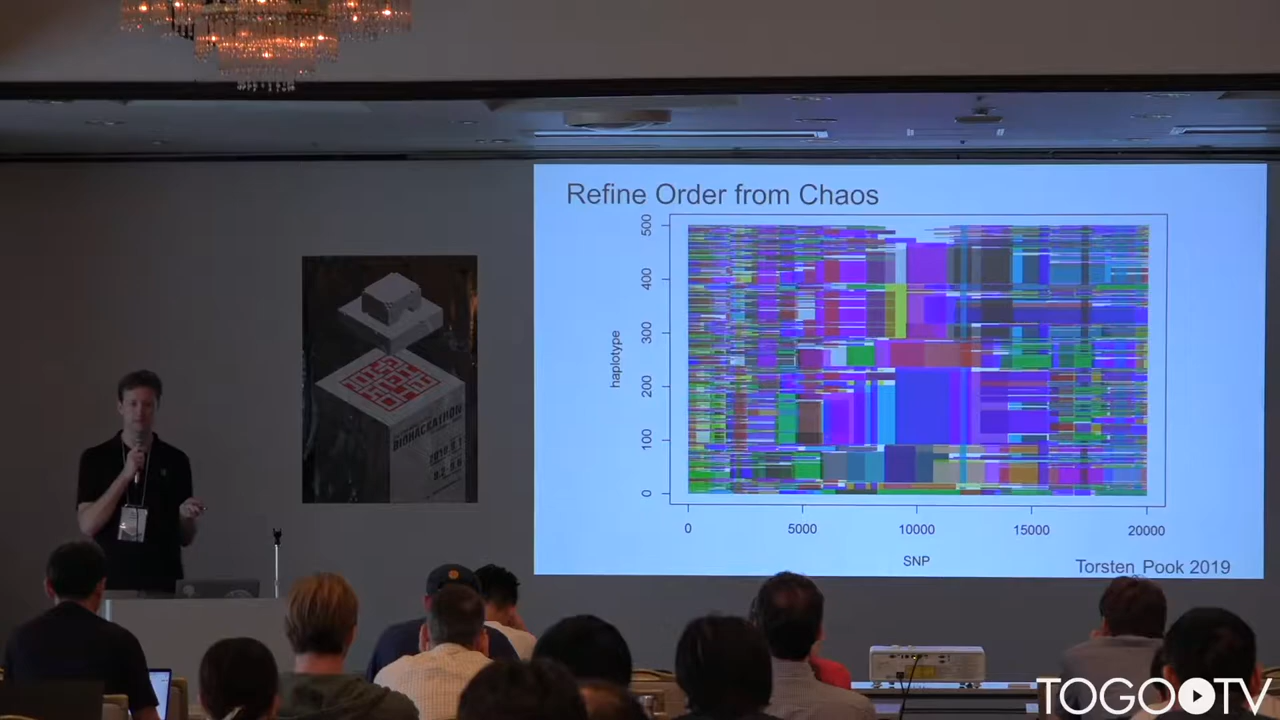 Refine Order from Chaos
500
400
300
200
100
0
haplotype
0 5000 10000 15000 20000
SNP
Torsten Pook 2019
BIOHACKATHON
TOGO TV